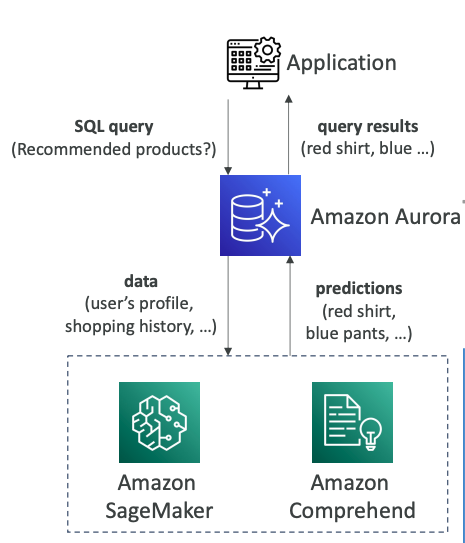 Application
SQL query
(Recommended products?)
query results
(red shirt, blue ...)
Amazon Aurora
data
(user's profile,
shopping history, ...)
predictions
(red shirt,
blue pants, ...)
Amazon
SageMaker
Amazon
Comprehend